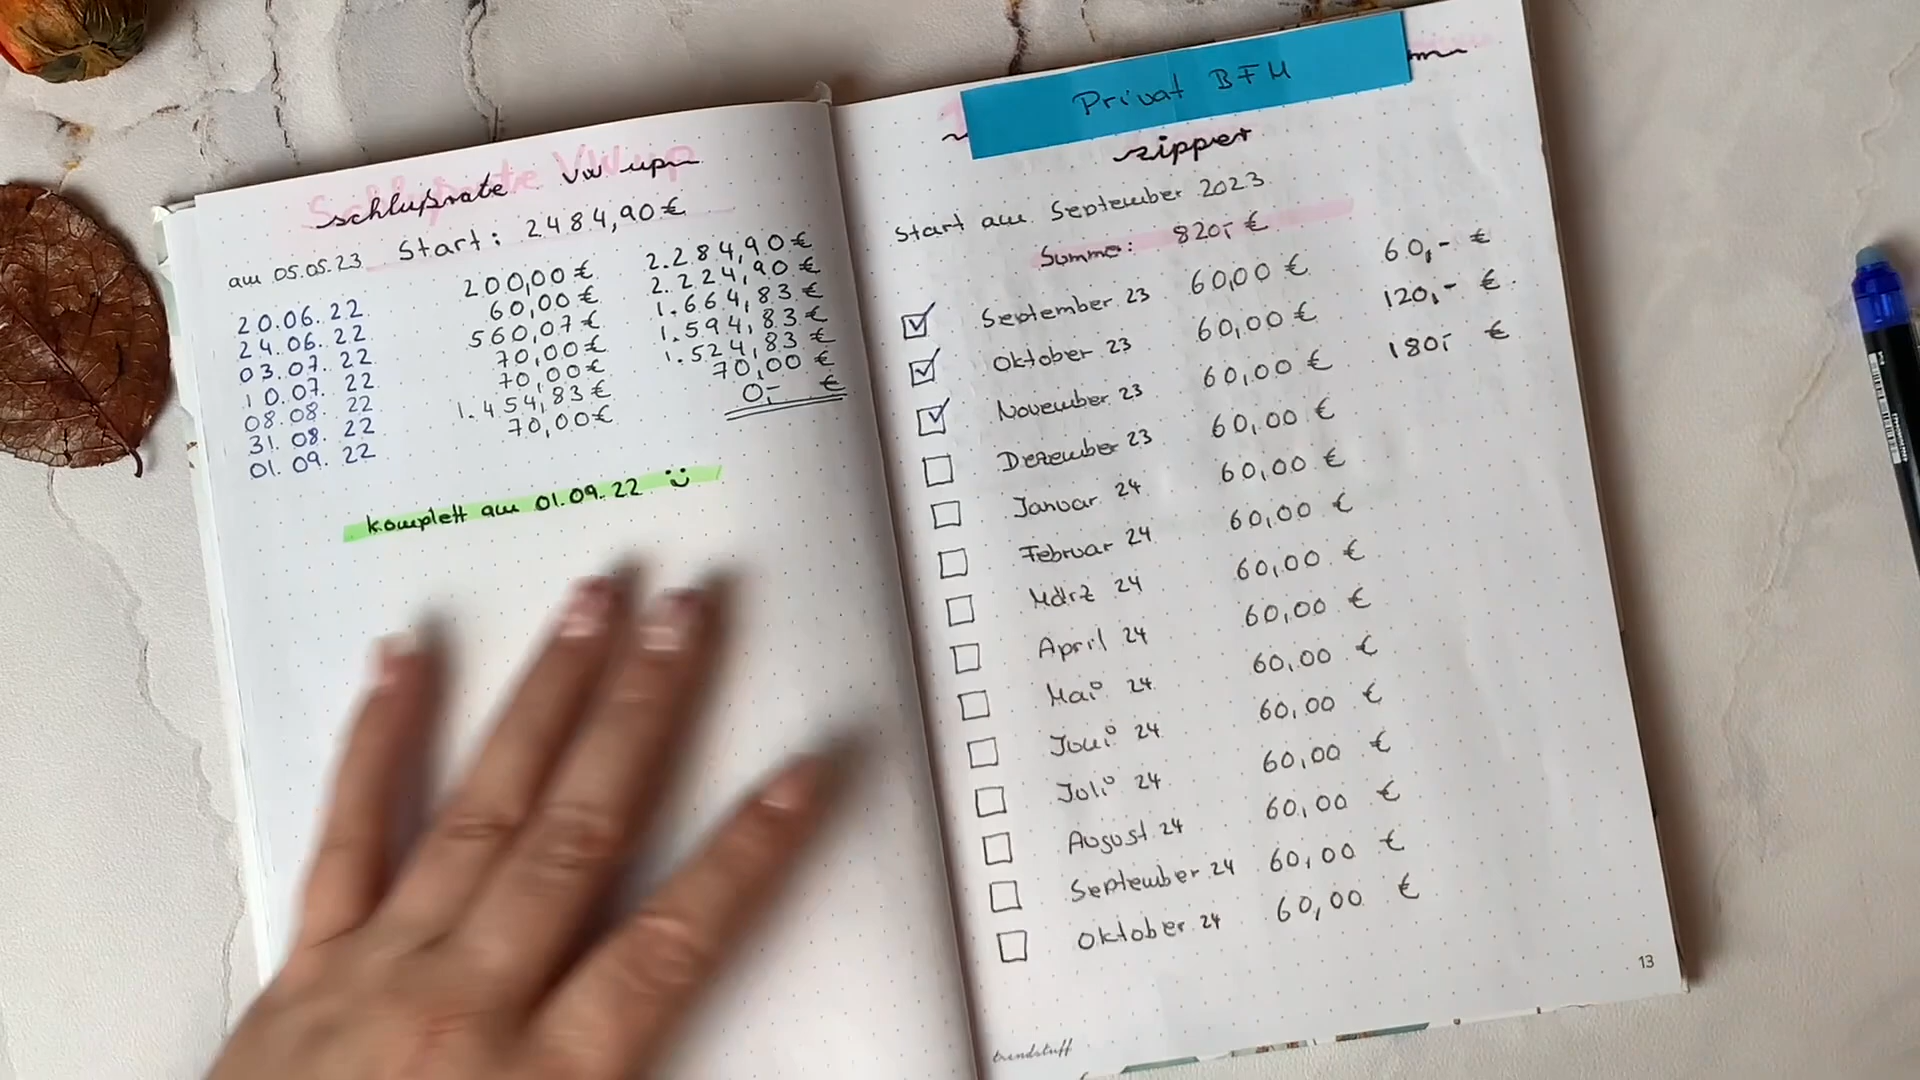 Schlußrate VW up
Start: 2484,90 €
am 05.05.23
20.06.22 200,00 € 2.284,90 €
24.06.22 60,00 € 2.224,90 €
03.07.22 560,07 € 1.664,83 €
10.07.22 70,00 € 1.594,83 €
08.08.22 70,00 € 1.524,83 €
31.08.22 1.454,83 € 70,00 €
01.09.22 70,00 € 0,- €
Komplett am 01.09.22
Privat BFM
zipper
Start am September 2023
Summe: 820,- €
September 23 60,00 € 60,- €
Oktober 23 60,00 € 120,- €
November 23 60,00 € 180,- €
Dezember 23 60,00 €
Januar 24 60,00 €
Februar 24 60,00 €
März 24 60,00 €
April 24 60,00 €
Mai 24 60,00 €
Juni 24 60,00 €
Juli 24 60,00 €
August 24 60,00 €
September 24 60,00 €
Oktober 24 60,00 €
13
trendstuff